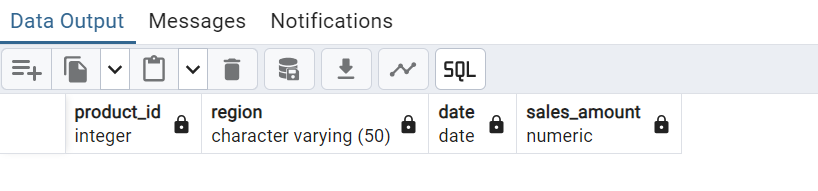 Data Output Messages Notifications
SQL
product_id region date sales_amount
integer character varying (50) date numeric